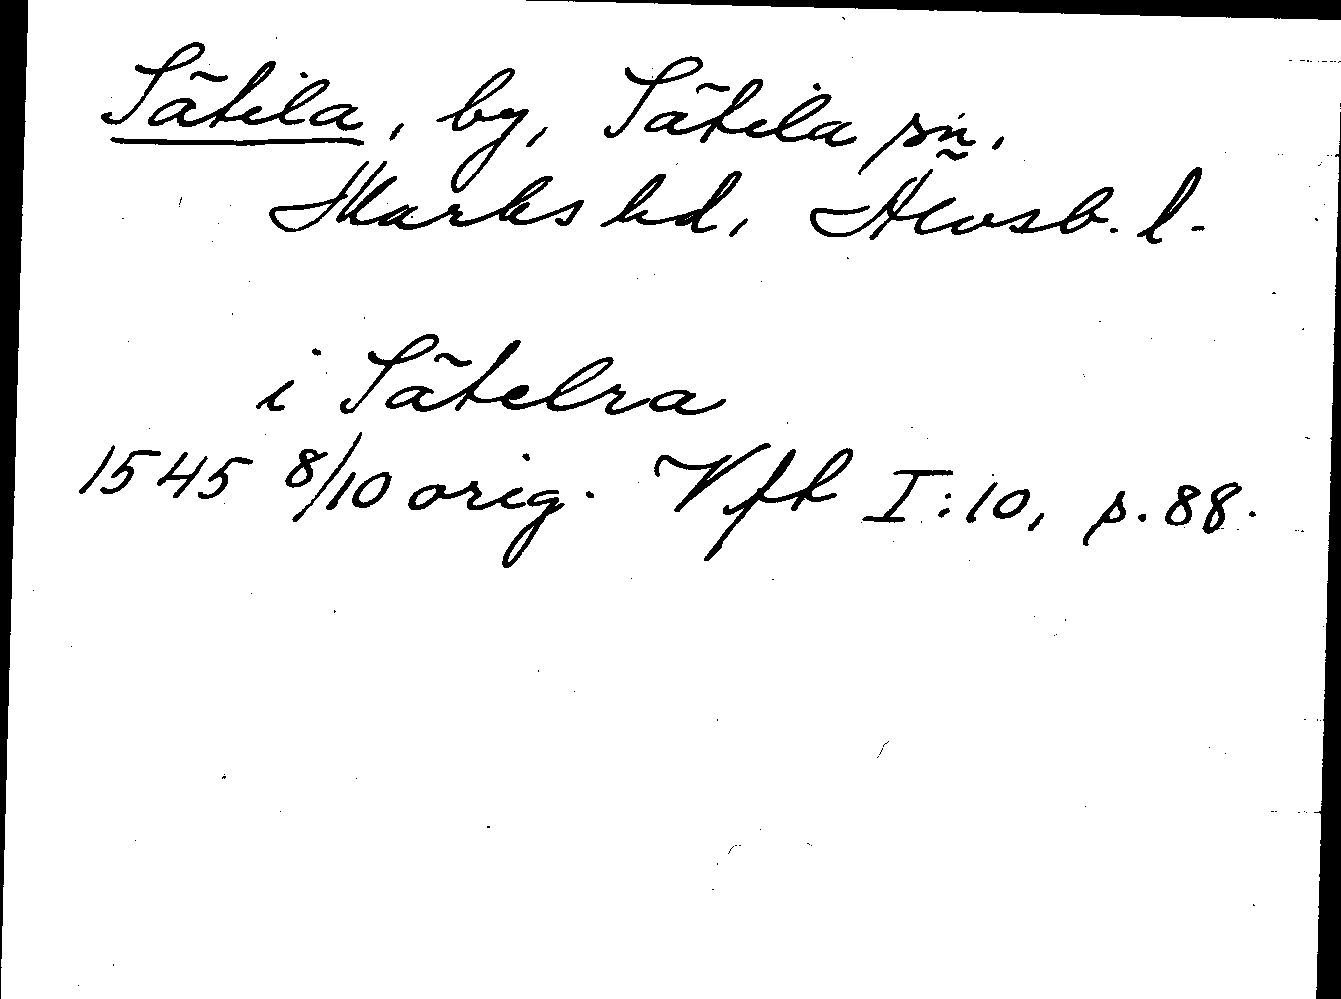 Sätila, by, Sätila sn.
Marks hd, Älvsb. l.
i Sätelra
1545 8/10 orig. Vfl I:10, s. 88.